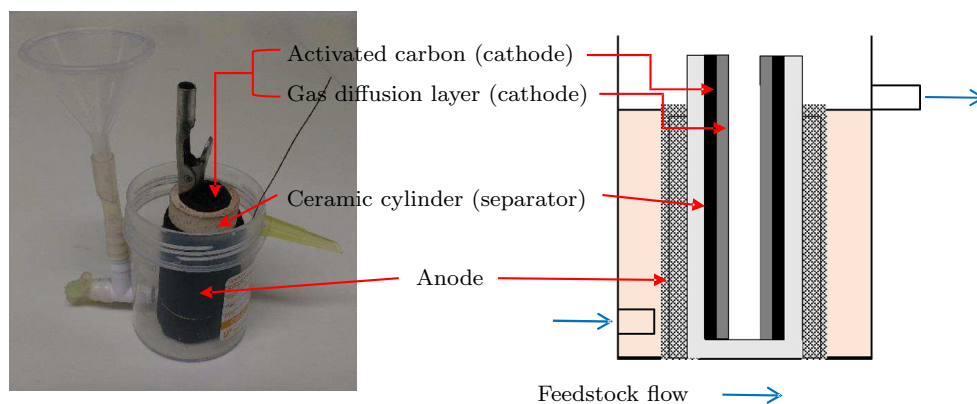 Activated carbon (cathode)
Gas diffusion layer (cathode)
Ceramic cylinder (separator)
Anode
Feedstock flow